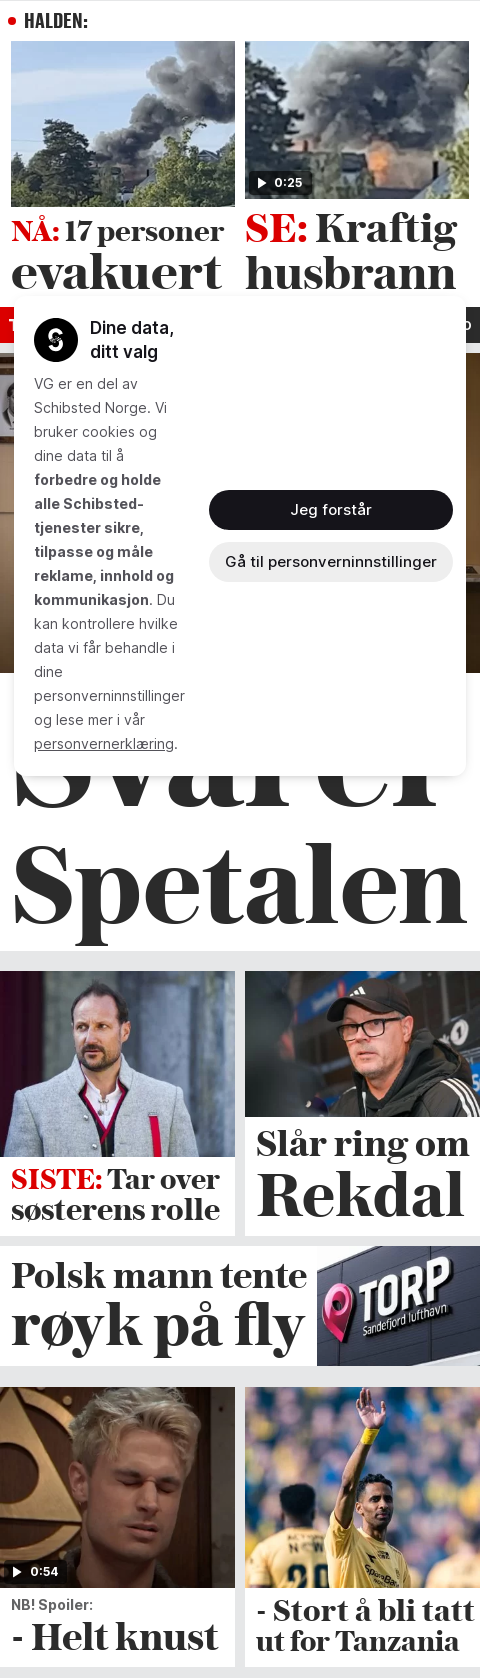 HALDEN:
0:25
NÅ: 17 personer
evakuert
SE: Kraftig
husbrann
Dine data,
ditt valg
VG er en del av
Schibsted Norge. Vi
bruker cookies og
dine data til å
forbedre og holde
alle Schibsted-
tjenester sikre,
tilpasse og måle
reklame, innhold og
kommunikasjon. Du
kan kontrollere hvilke
data vi får behandle i
dine
personverninnstillinger
og lese mer i vår
personvernerklæring.
Jeg forstår
Gå til personverninnstillinger
Svar er
Spetalen
SISTE: Tar over
søsterens rolle
Slår ring om
Rekdal
Polsk mann tente
røyk på fly
TORP
Sandefjord lufthavn
0:54
NB! Spoiler:
- Helt knust
- Stort å bli tatt
ut for Tanzania